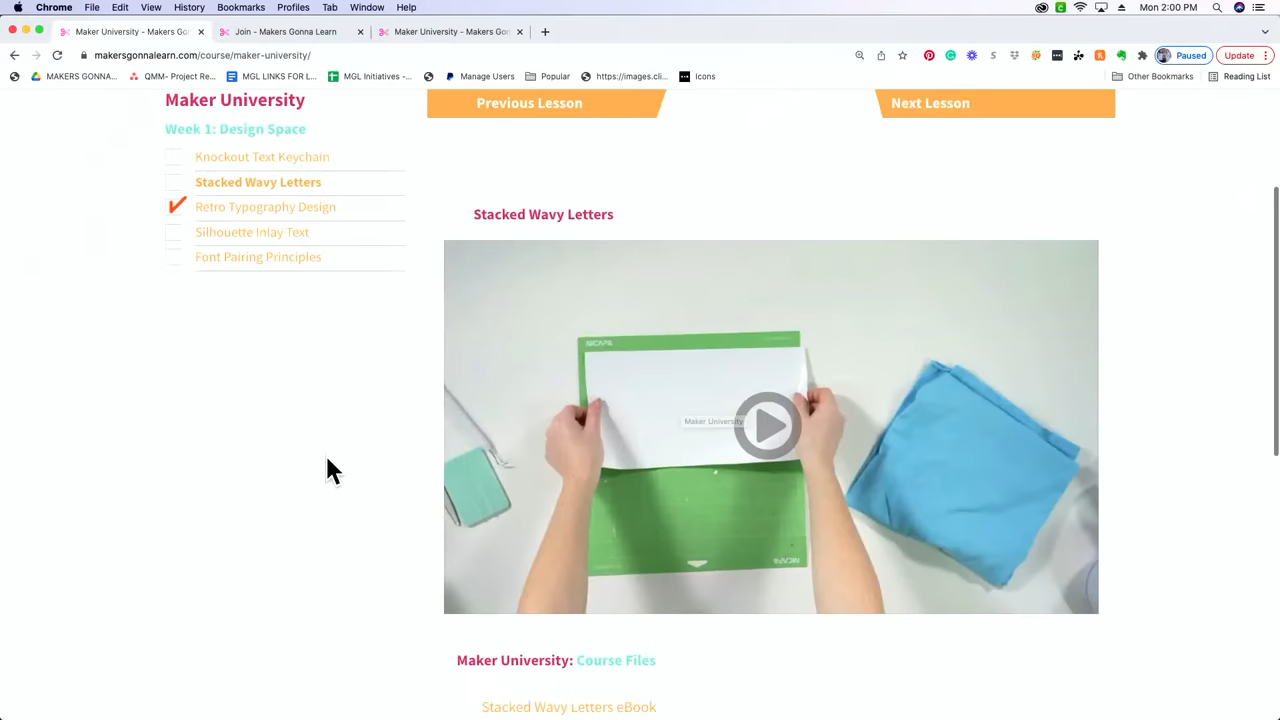 Chrome File Edit View History Bookmarks Profiles Tab Window Help Mon 2:00 PM
Maker University - Makers Gon Join - Makers Gonna Learn Maker University - Makers Gon
makersgonnalearn.com/course/maker-university/ Paused Update
MAKERS GONNA... QMM- Project Re... MGL LINKS FOR L... MGL Initiatives -... Manage Users Popular https://images.cli... Icons Other Bookmarks Reading List
Maker University
Previous Lesson
Next Lesson
Week 1: Design Space
Knockout Text Keychain
Stacked Wavy Letters
Retro Typography Design
Silhouette Inlay Text
Font Pairing Principles
Stacked Wavy Letters
Maker University
Maker University: Course Files
Stacked Wavy Letters eBook